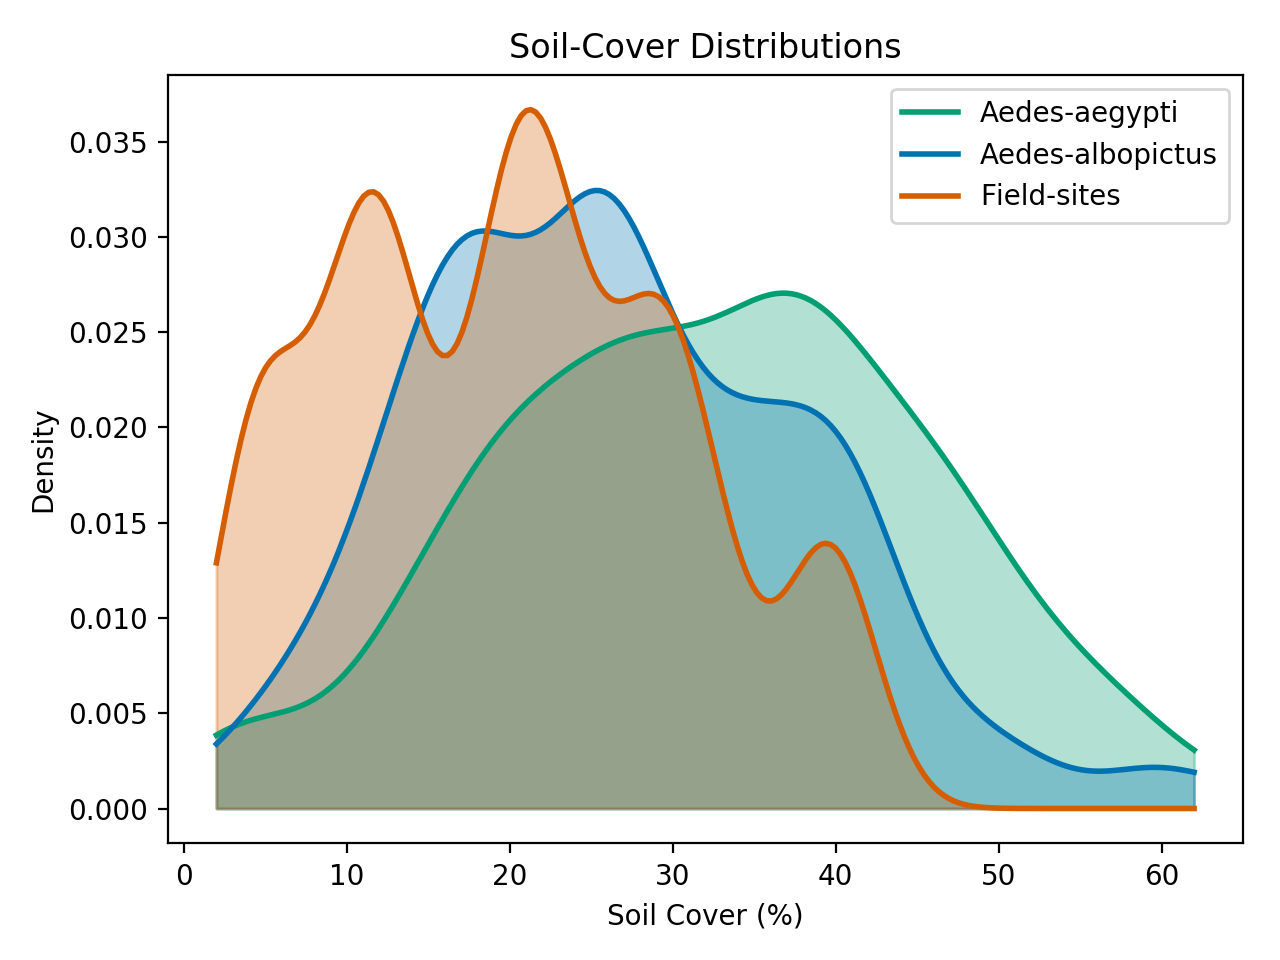 Soil-Cover Distributions
Aedes-aegypti
Aedes-albopictus
Field-sites
Density
0.035
0.030
0.025
0.020
0.015
0.010
0.005
0.000
0 10 20 30 40 50 60
Soil Cover (%)